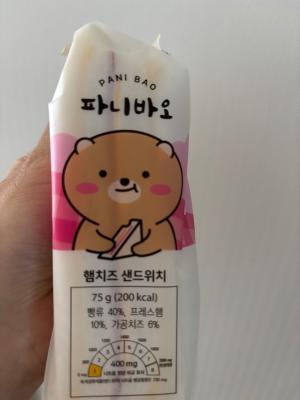 PANI BAO
파니바오
햄치즈 샌드위치
75 g (200 kcal)
빵류 40%, 프레스햄
10%, 가공치즈 6%
400 mg